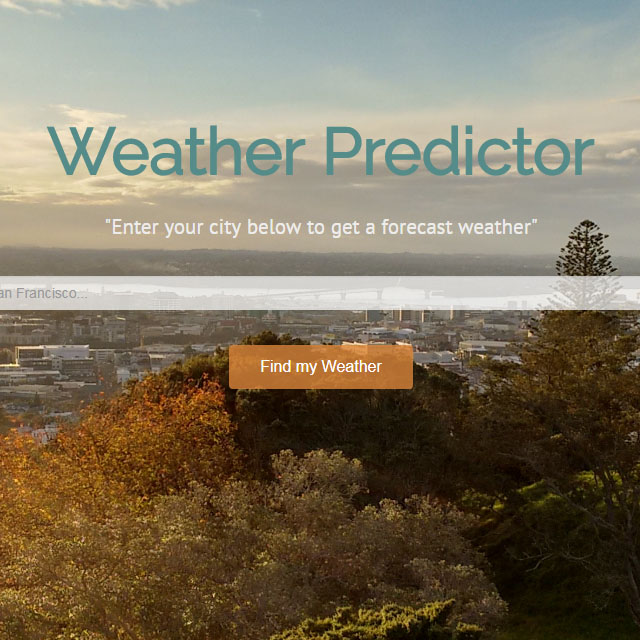 Weather Predictor
"Enter your city below to get a forecast weather"
an Francisco...
Find my Weather